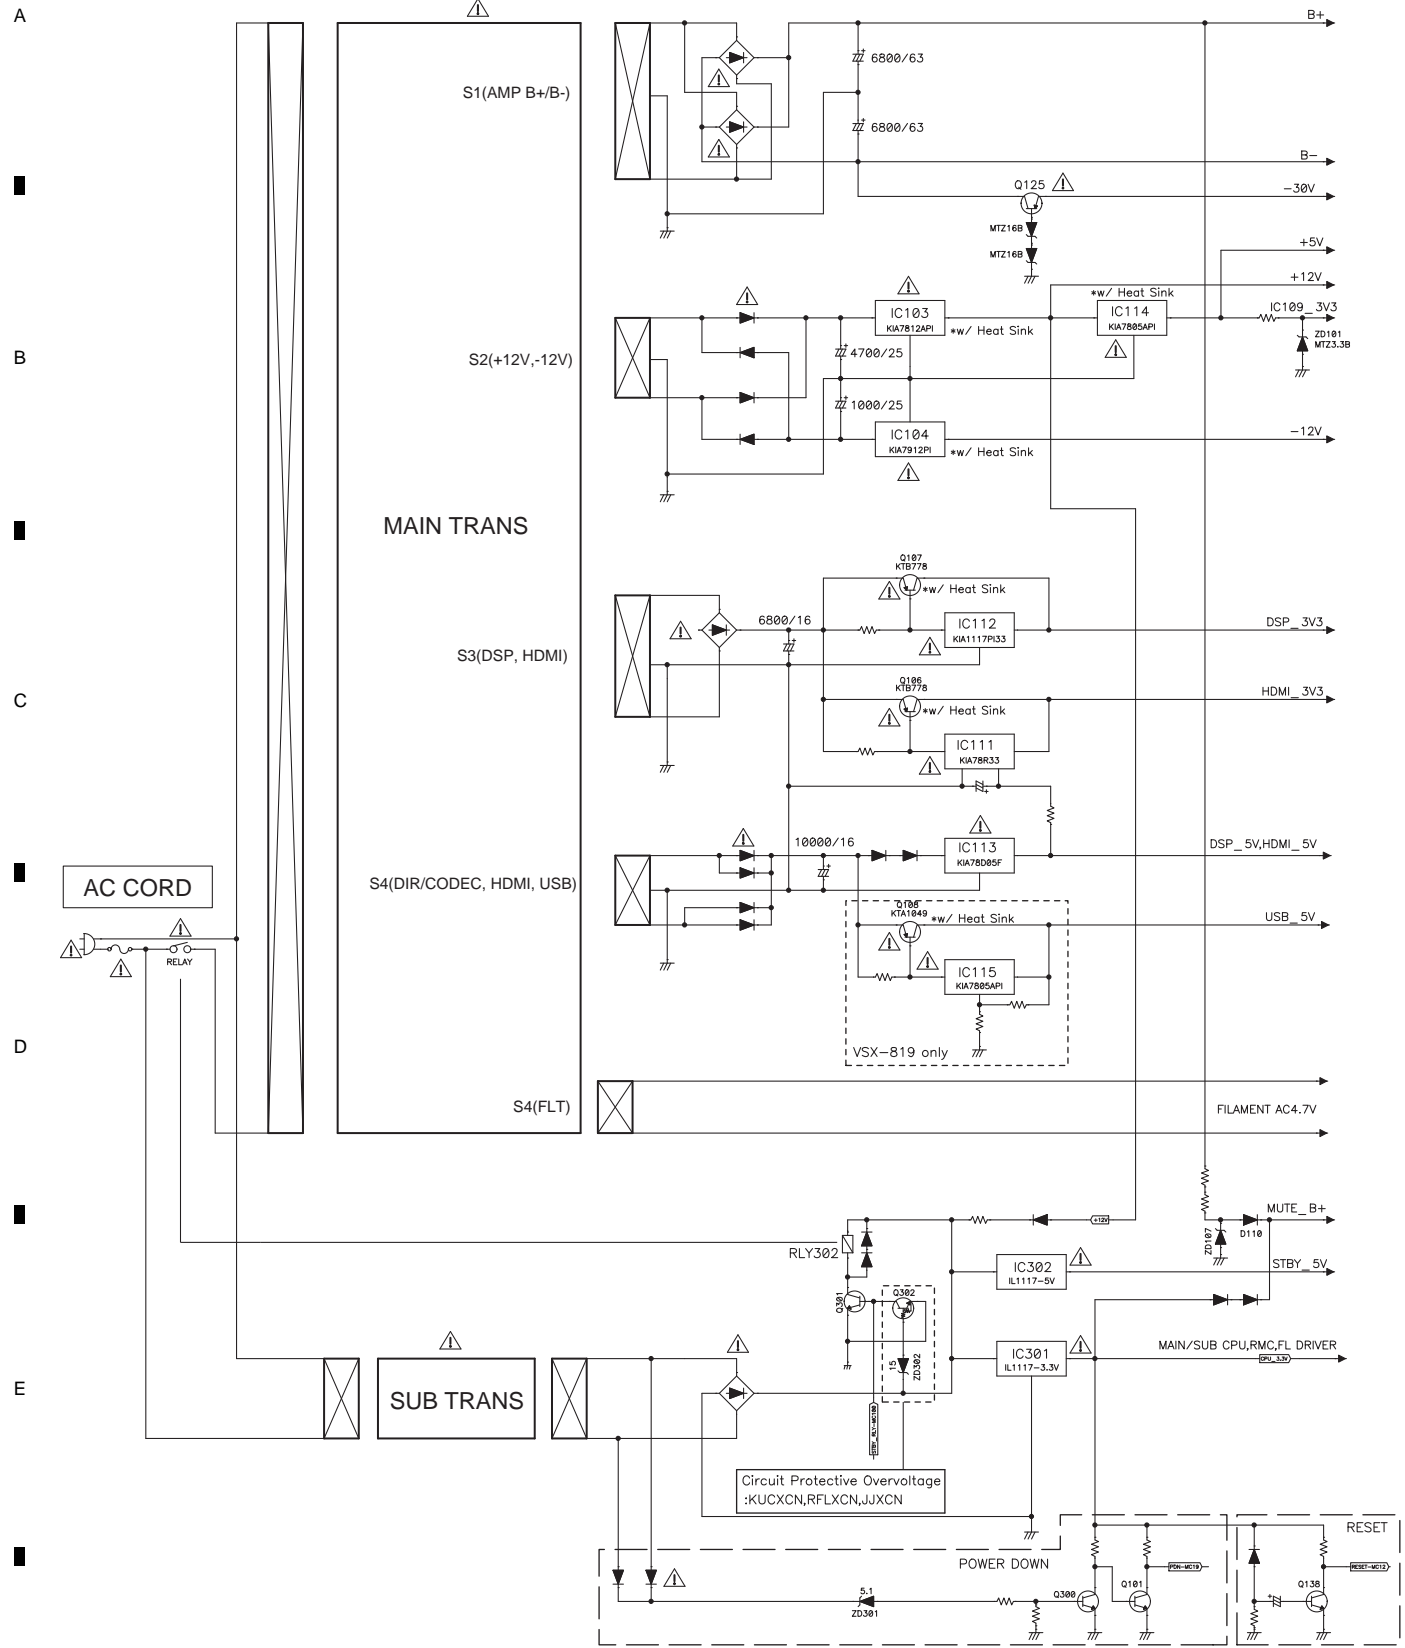 A
B+
S1(AMP B+/B-)
6800/63
6800/63
B-
Q125
-30V
MTZ16B
MTZ16B
+5V
+12V
*w/ Heat Sink
IC103
KIA7812API
*w/ Heat Sink
IC114
KIA7805API
IC109_3V3
ZD101
MTZ3.3B
B
S2(+12V,-12V)
4700/25
1000/25
IC104
KIA7912PI
*w/ Heat Sink
-12V
MAIN TRANS
Q107
KTB778
*w/ Heat Sink
6800/16
IC112
KIA1117PI33
DSP_3V3
S3(DSP, HDMI)
C
Q106
KTB778
*w/ Heat Sink
HDMI_3V3
IC111
KIA78R33
10000/16
IC113
KIA78D05F
DSP_5V,HDMI_5V
AC CORD
S4(DIR/CODEC, HDMI, USB)
Q108
KTA1049
*w/ Heat Sink
USB_5V
RELAY
IC115
KIA7805API
D
VSX-819 only
S4(FLT)
FILAMENT AC4.7V
+12V
MUTE_B+
ZD107
D110
RLY302
IC302
IL1117-5V
STBY_5V
Q301
Q302
15
ZD302
IC301
IL1117-3.3V
MAIN/SUB CPU,RMC,FL DRIVER
CPU_3.3V
E
SUB TRANS
STBY_RLY-MC100
Circuit Protective Overvoltage
:KUCXCN,RFLXCN,JJXCN
POWER DOWN
RESET
PDN-MC19
RESET-MC12
5.1
ZD301
Q300
Q101
Q138